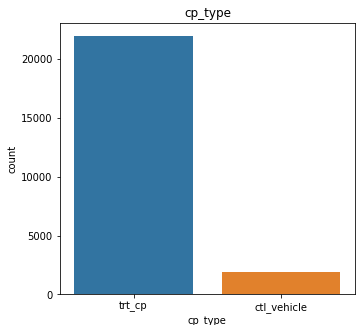 cp_type
20000
15000
10000
5000
0
count
trt_cp
ctl_vehicle
cp_type